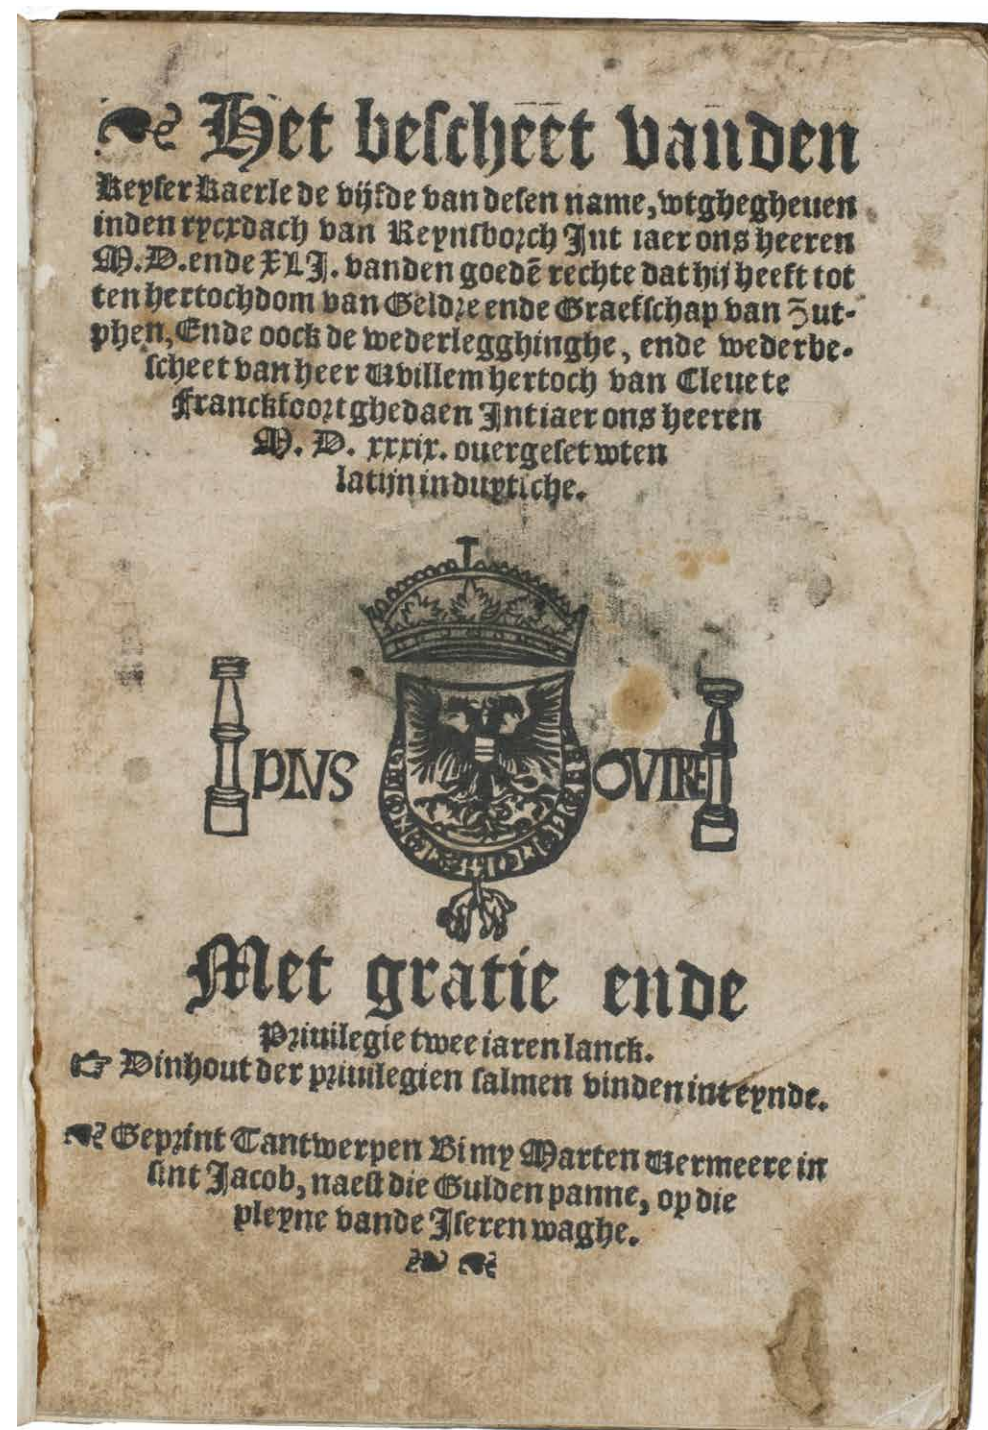 Het bescheet vanden
Keyser Kaerle de vijfde van desen name, wtghegheuen
inden rycxdach van Reynsborch Int iaer ons heeren
M.D. ende XLI. vanden goedē rechte dat hij heeft tot
ten hertochdom van Geldre ende Graefschap van Zut-
phen, Ende oock de wederlegghinghe, ende wederbe-
scheet van heer Willem hertoch van Cleue te
Franckfoort ghedaen Int iaer ons heeren
M. D. xxxix. ouergeset wten
latijn in duytsche.
PLVS OVTRE
Met gratie ende
Priuilegie twee iaren lanck.
☞ Dinhout der priuilegien salmen vinden int eynde.
Geprint Tantwerpen Bi my Marten Vermeere in
sint Jacob, naest die Gulden panne, op die
pleyne vande Iseren waghe.